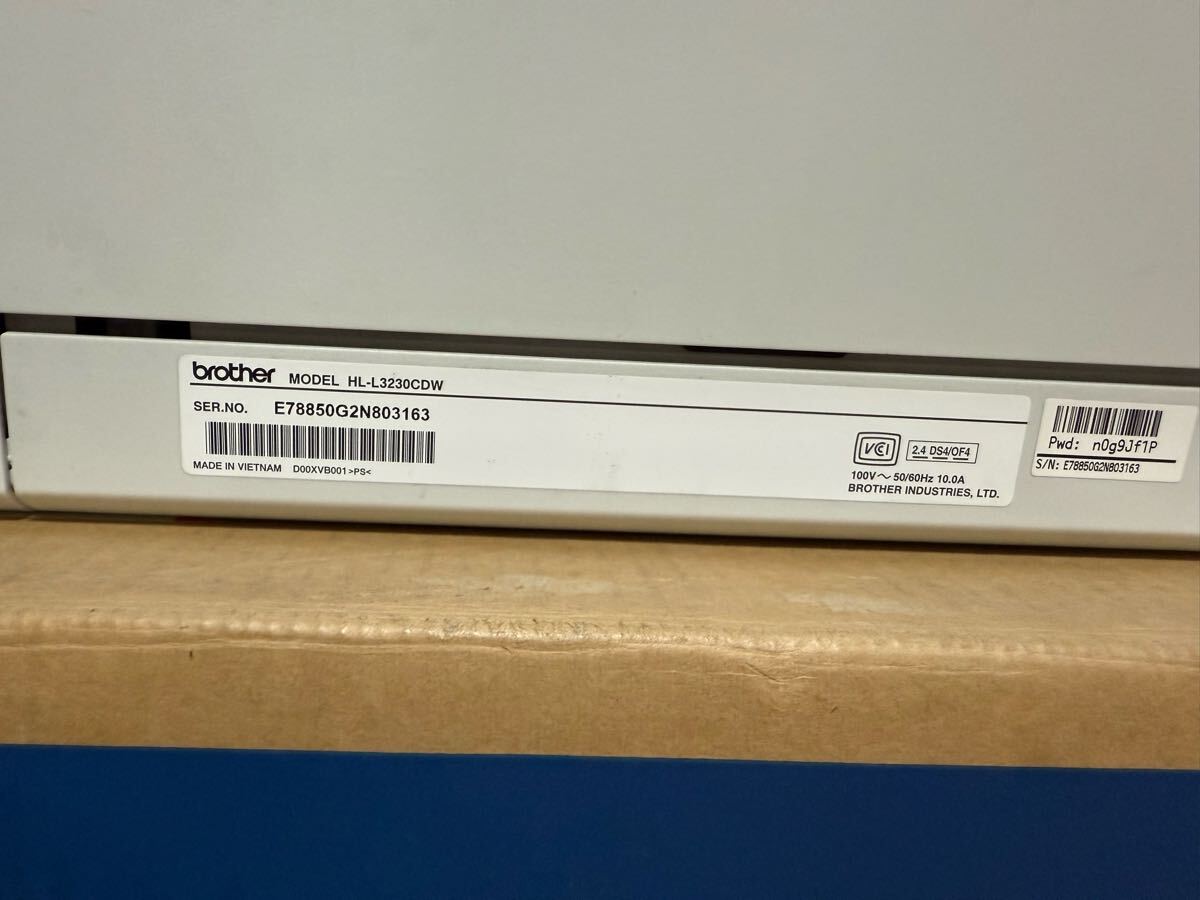 brother MODEL HL-L3230CDW
SER.NO. E78850G2N803163
MADE IN VIETNAM D00XVB001 >PS<
VCCI 2.4 DS4/OF4
100V～ 50/60Hz 10.0A
BROTHER INDUSTRIES, LTD.
Pwd: n0g9Jf1P
S/N: E78850G2N803163